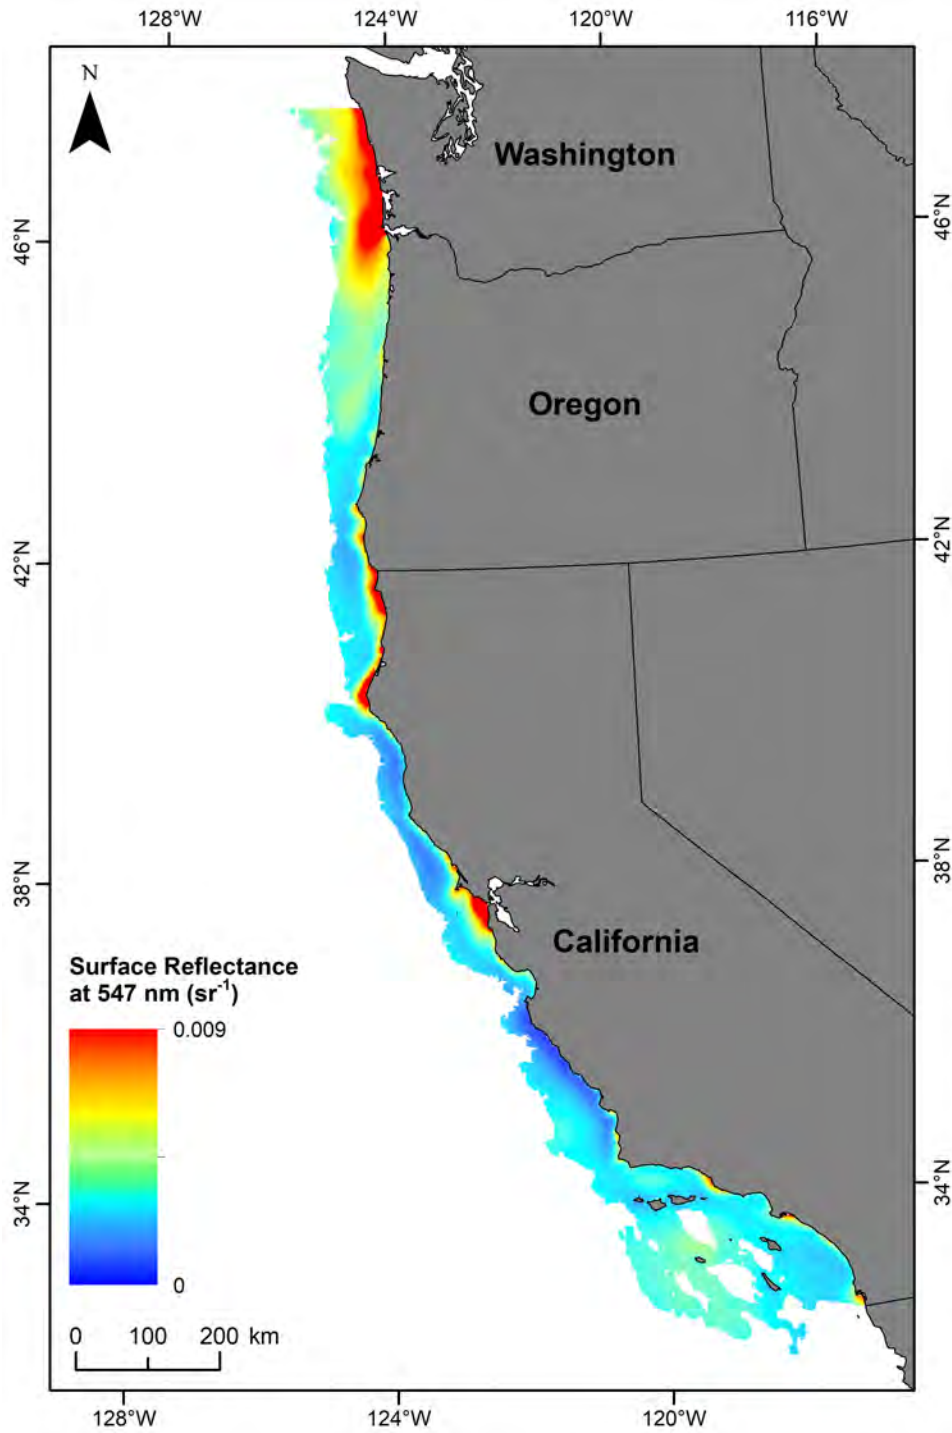 128°W 124°W 120°W 116°W
N
Washington
46°N
46°N
Oregon
42°N
42°N
38°N
38°N
California
Surface Reflectance
at 547 nm (sr-1)
0.009
0
34°N
34°N
0 100 200 km
128°W 124°W 120°W